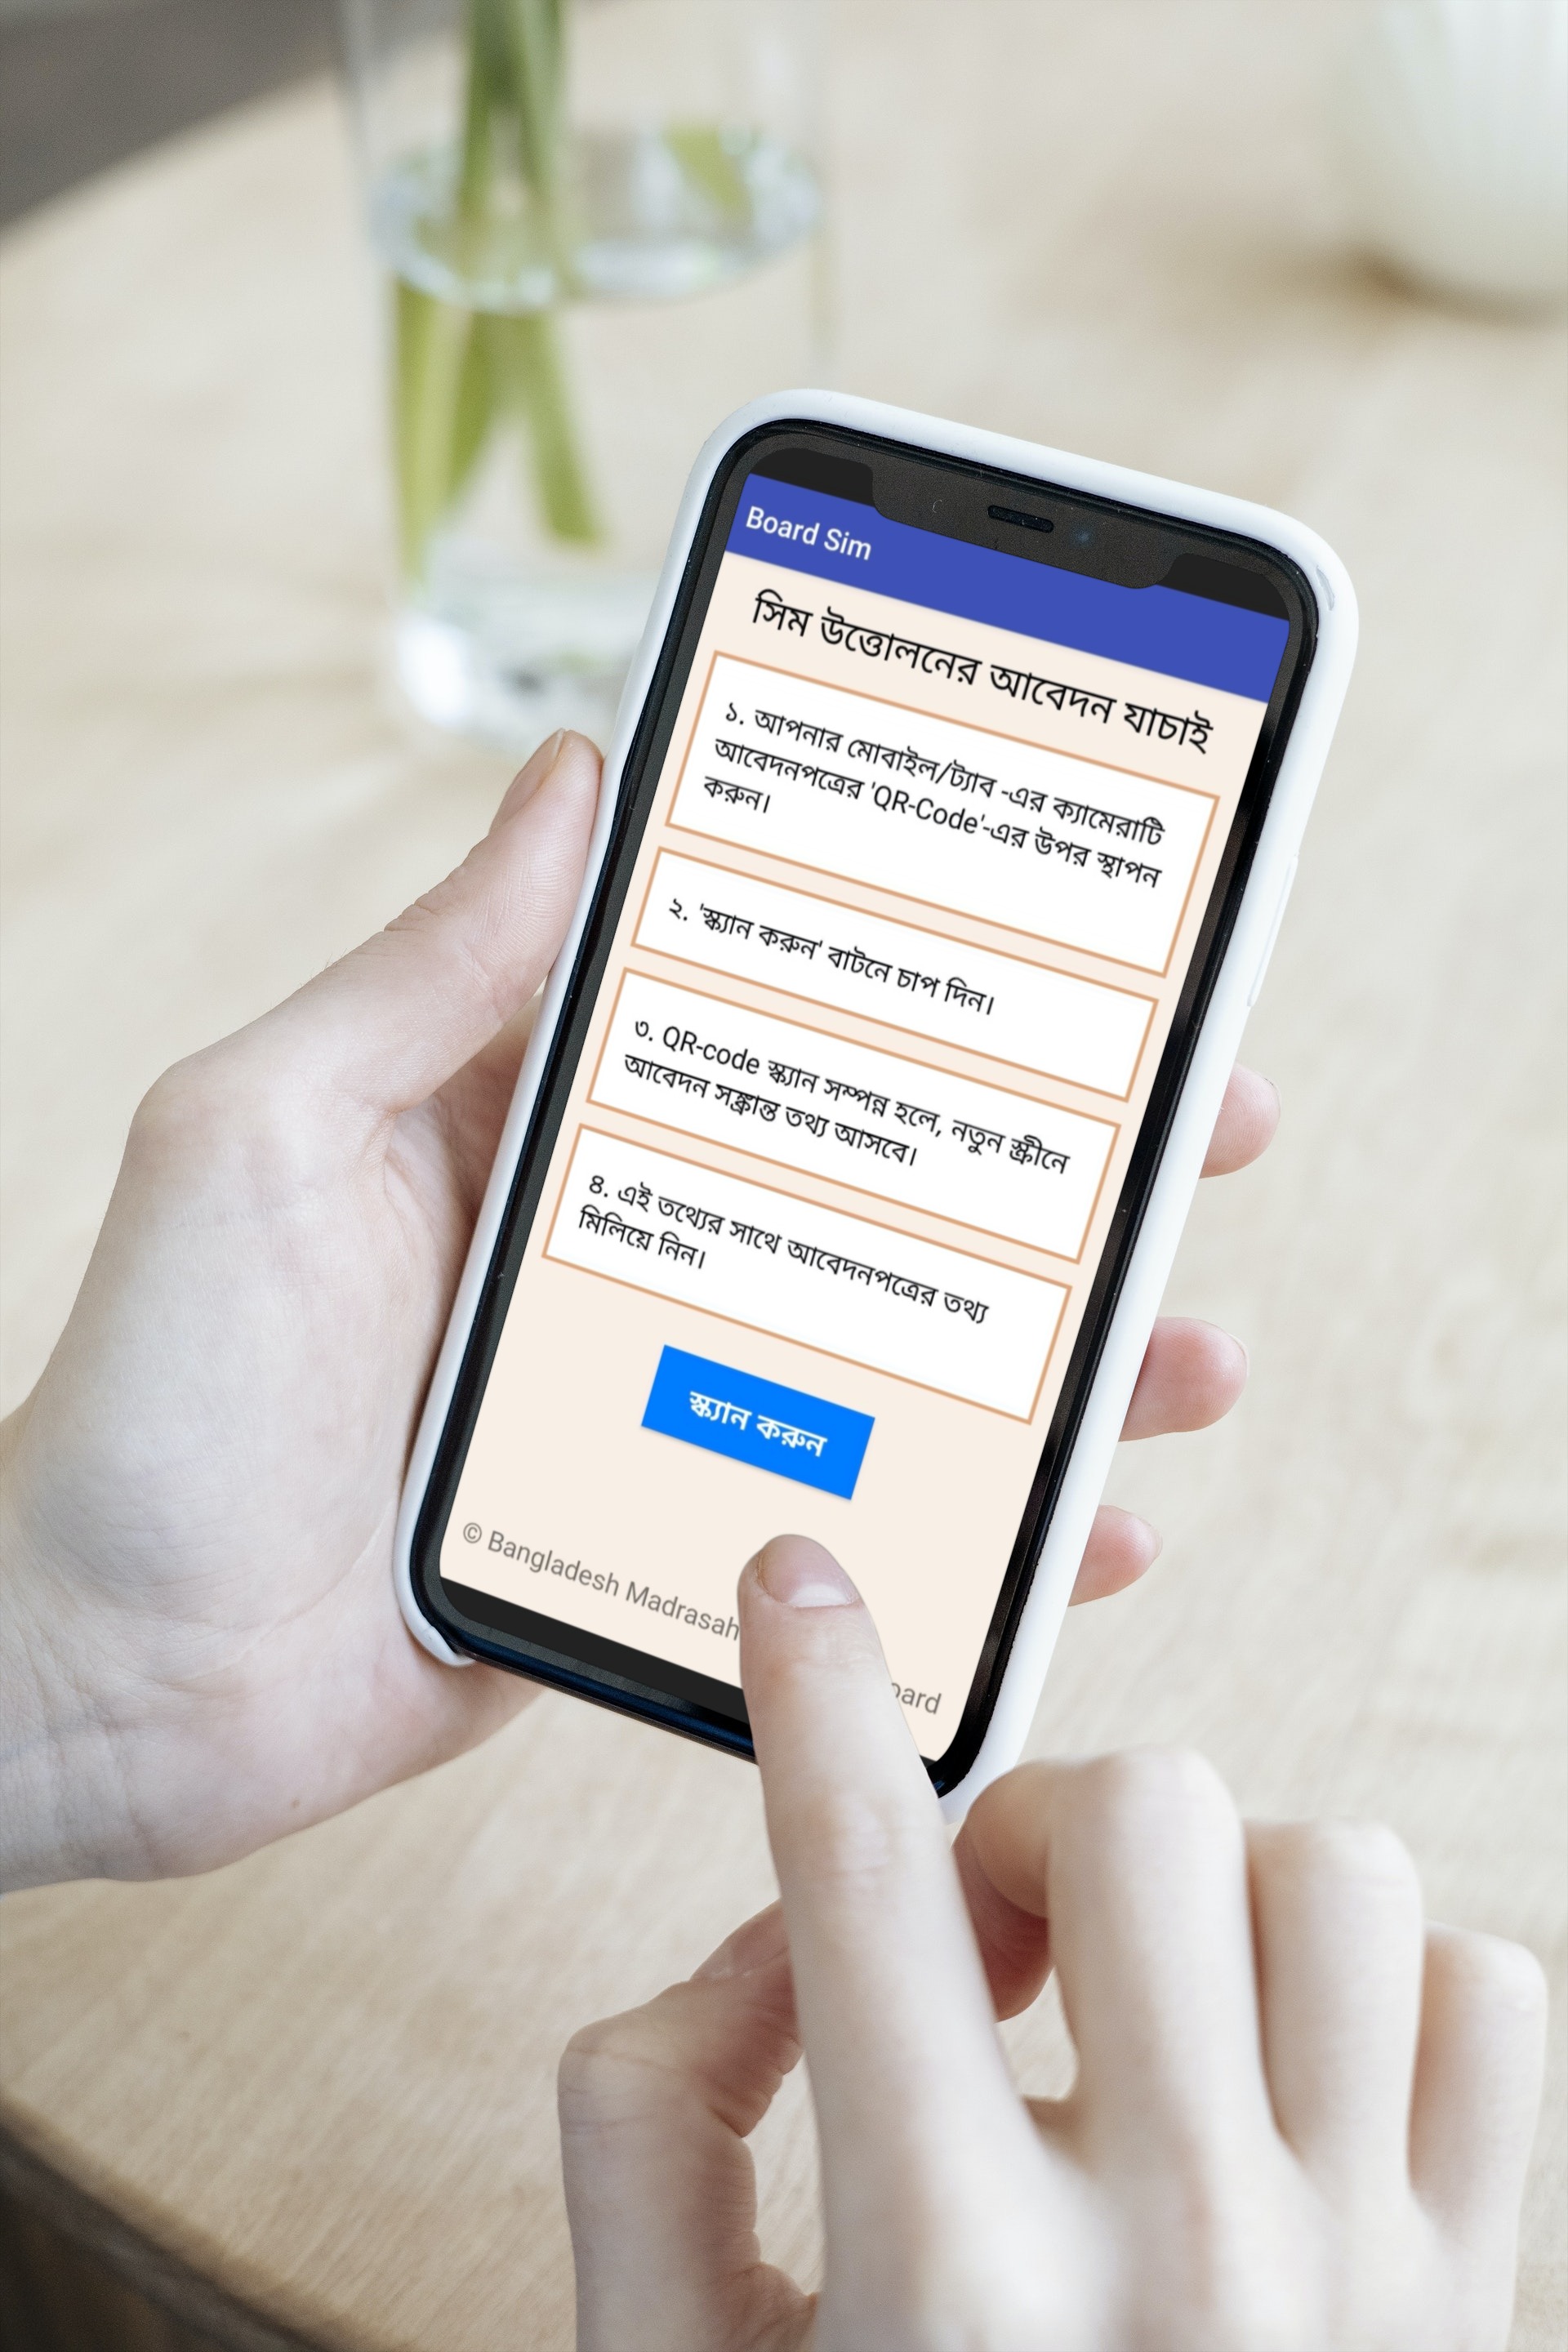 Board Sim
সিম উত্তোলনের আবেদন যাচাই
১. আপনার মোবাইল/ট্যাব -এর ক্যামেরাটি
আবেদনপত্রের 'QR-Code'-এর উপর স্থাপন
করুন।
২. 'স্ক্যান করুন' বাটনে চাপ দিন।
৩. QR-code স্ক্যান সম্পন্ন হলে, নতুন স্ক্রীনে
আবেদন সঙ্ক্রান্ত তথ্য আসবে।
৪. এই তথ্যের সাথে আবেদনপত্রের তথ্য
মিলিয়ে নিন।
স্ক্যান করুন
© Bangladesh Madrasah